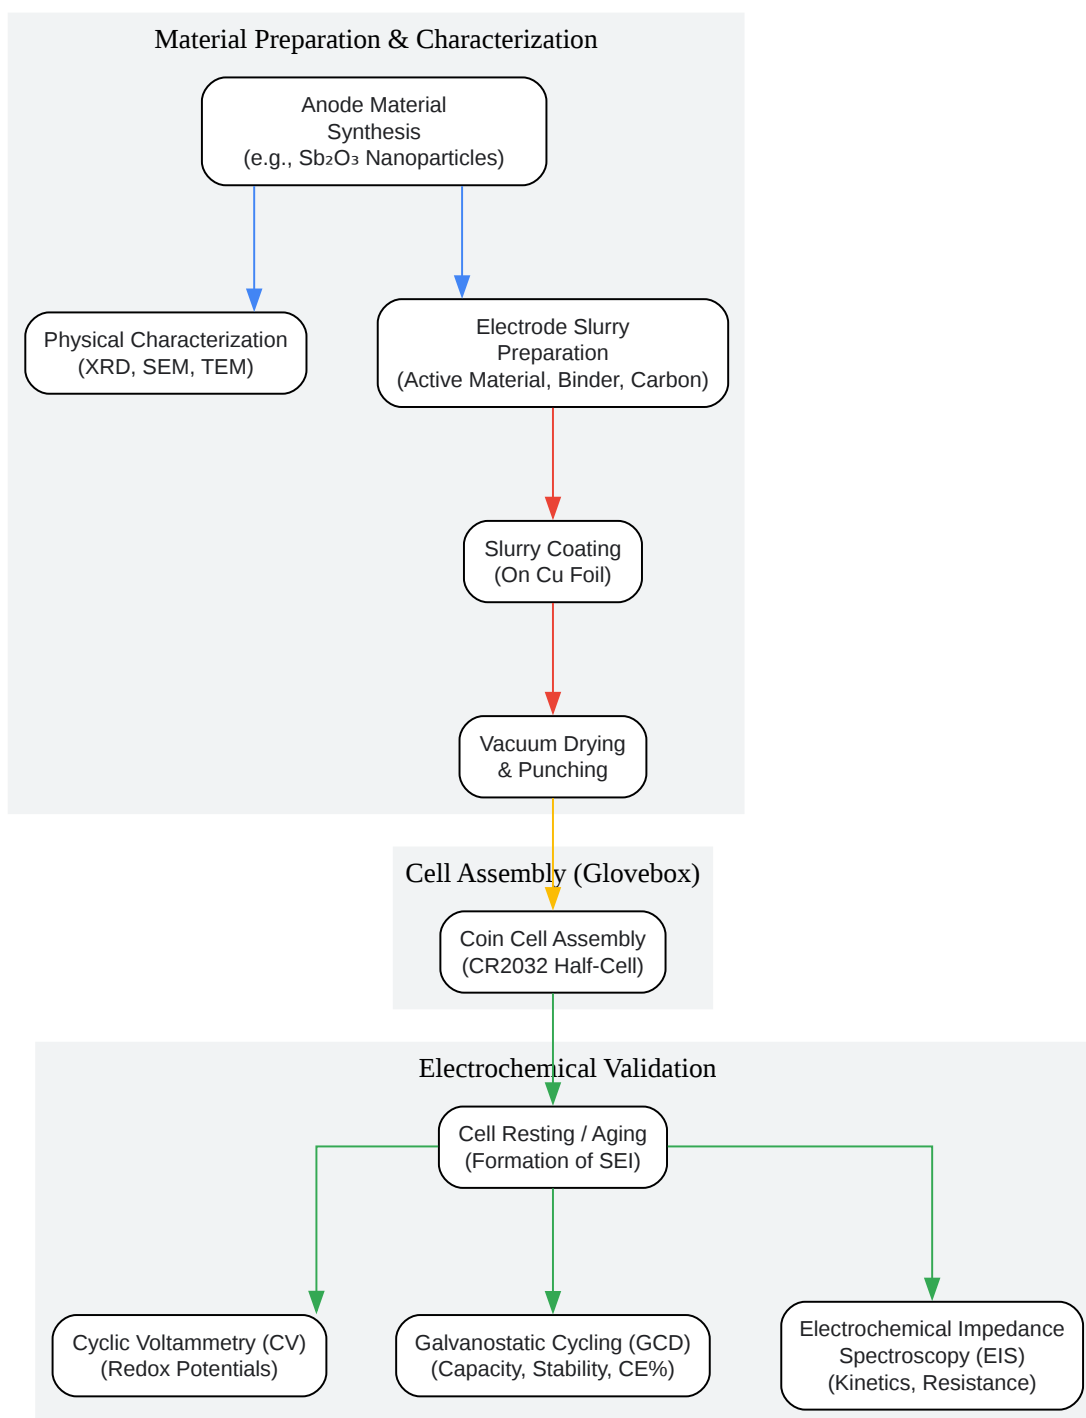 Material Preparation & Characterization
Anode Material
Synthesis
(e.g., Sb₂O₃ Nanoparticles)
Physical Characterization
(XRD, SEM, TEM)
Electrode Slurry
Preparation
(Active Material, Binder, Carbon)
Slurry Coating
(On Cu Foil)
Vacuum Drying
& Punching
Cell Assembly (Glovebox)
Coin Cell Assembly
(CR2032 Half-Cell)
Electrochemical Validation
Cell Resting / Aging
(Formation of SEI)
Cyclic Voltammetry (CV)
(Redox Potentials)
Galvanostatic Cycling (GCD)
(Capacity, Stability, CE%)
Electrochemical Impedance
Spectroscopy (EIS)
(Kinetics, Resistance)